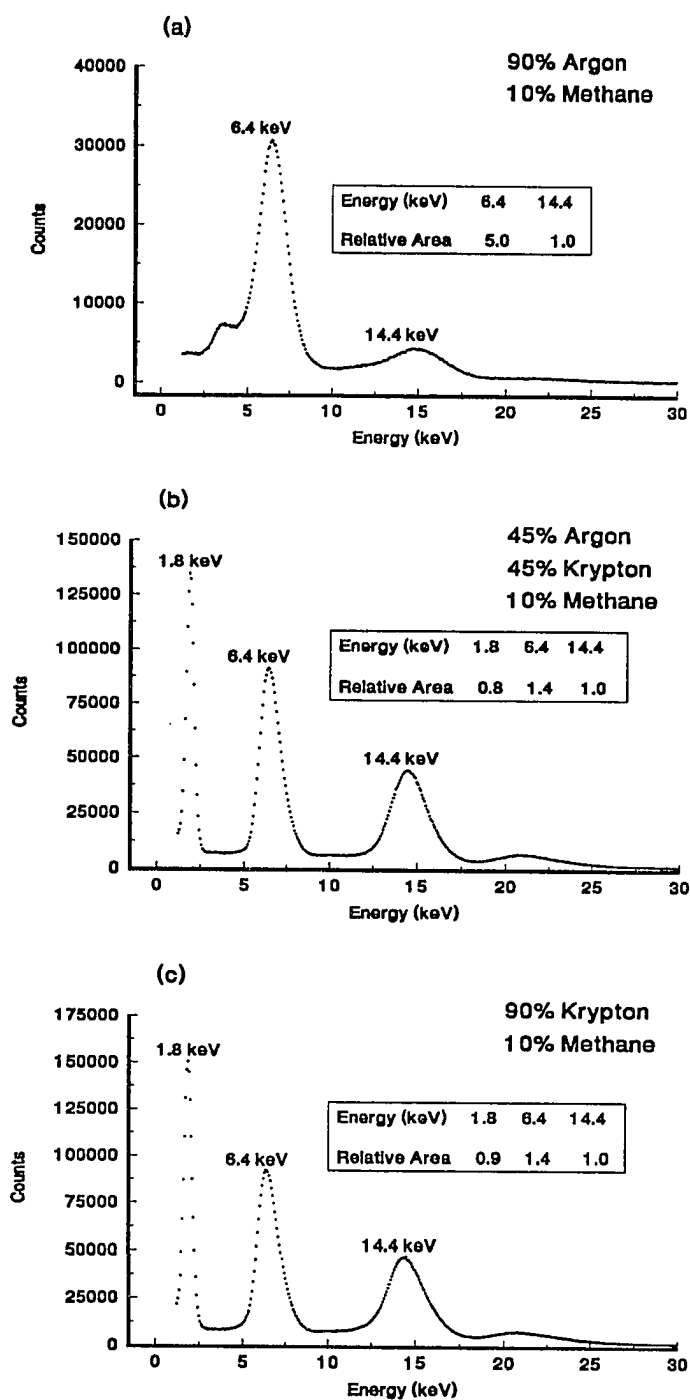 (a)
90% Argon
10% Methane
40000
30000
20000
10000
0
Counts
6.4 keV
14.4 keV
Energy (keV) 6.4 14.4
Relative Area 5.0 1.0
0 5 10 15 20 25 30
Energy (keV)
(b)
45% Argon
45% Krypton
10% Methane
150000
125000
100000
75000
50000
25000
0
Counts
1.8 keV
6.4 keV
14.4 keV
Energy (keV) 1.8 6.4 14.4
Relative Area 0.8 1.4 1.0
0 5 10 15 20 25 30
Energy (keV)
(c)
90% Krypton
10% Methane
175000
150000
125000
100000
75000
50000
25000
0
Counts
1.8 keV
6.4 keV
14.4 keV
Energy (keV) 1.8 6.4 14.4
Relative Area 0.9 1.4 1.0
0 5 10 15 20 25 30
Energy (keV)